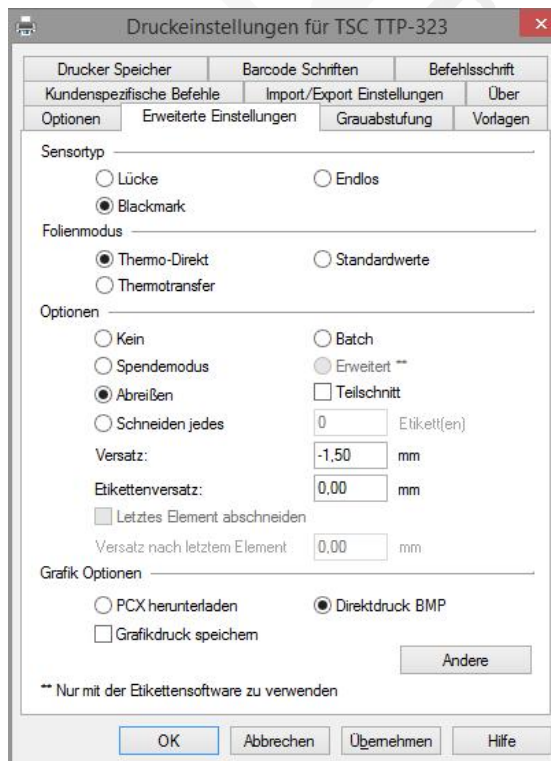 Druckeinstellungen für TSC TTP-323
Drucker Speicher Barcode Schriften Befehlsschrift
Kundenspezifische Befehle Import/Export Einstellungen Über
Optionen Erweiterte Einstellungen Grauabstufung Vorlagen
Sensortyp
Lücke Endlos
Blackmark
Folienmodus
Thermo-Direkt Standardwerte
Thermotransfer
Optionen
Kein Batch
Spendemodus Erweitert **
Abreißen Teilschnitt
Schneiden jedes 0 Etikett(en)
Versatz: -1,50 mm
Etikettenversatz: 0,00 mm
Letztes Element abschneiden
Versatz nach letztem Element 0,00 mm
Grafik Optionen
PCX herunterladen Direktdruck BMP
Grafikdruck speichern
Andere
** Nur mit der Etikettensoftware zu verwenden
OK Abbrechen Übernehmen Hilfe